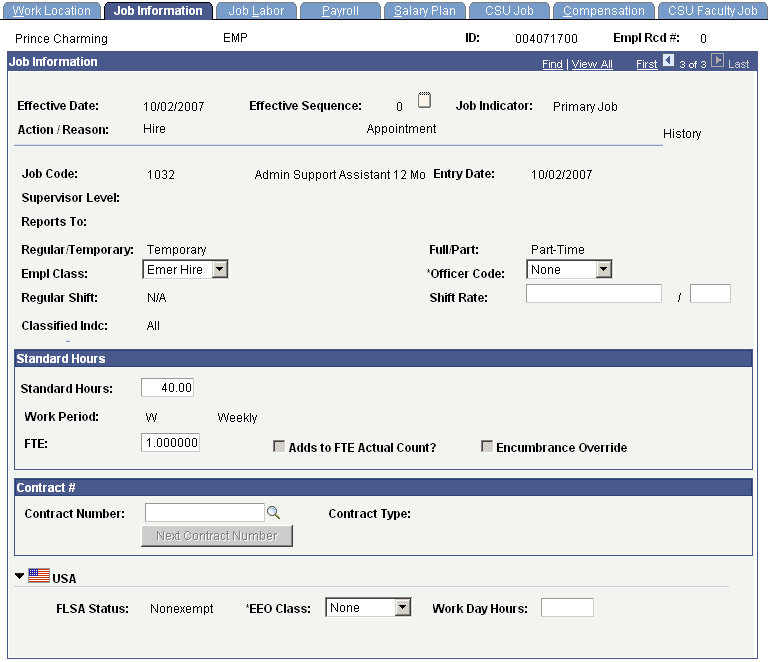 Work Location Job Information Job Labor Payroll Salary Plan CSU Job Compensation CSU Faculty Job
Prince Charming EMP ID: 004071700 Empl Rcd #: 0
Job Information Find | View All First 3 of 3 Last
Effective Date: 10/02/2007 Effective Sequence: 0 Job Indicator: Primary Job
Action / Reason: Hire Appointment
History
Job Code: 1032 Admin Support Assistant 12 Mo Entry Date: 10/02/2007
Supervisor Level:
Reports To:
Regular/Temporary: Temporary Full/Part: Part-Time
Empl Class: Emer Hire *Officer Code: None
Regular Shift: N/A Shift Rate: /
Classified Indc: All
Standard Hours
Standard Hours: 40.00
Work Period: W Weekly
FTE: 1.000000 Adds to FTE Actual Count? Encumbrance Override
Contract #
Contract Number: Contract Type:
Next Contract Number
USA
FLSA Status: Nonexempt *EEO Class: None Work Day Hours: